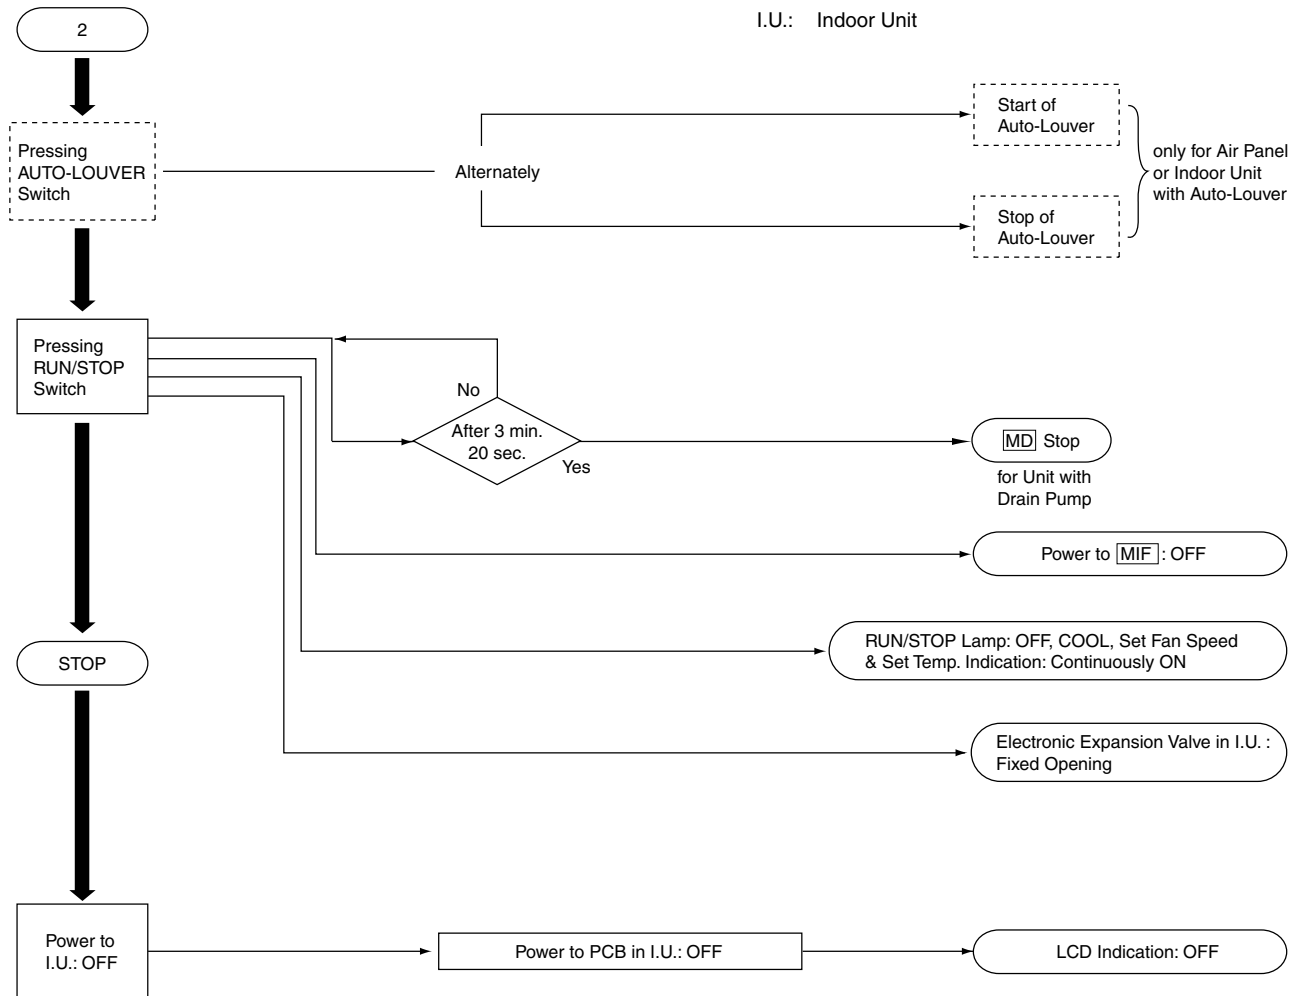 I.U.: Indoor Unit
2
Pressing
AUTO-LOUVER
Switch
Alternately
Start of
Auto-Louver
Stop of
Auto-Louver
only for Air Panel
or Indoor Unit
with Auto-Louver
Pressing
RUN/STOP
Switch
No
After 3 min.
20 sec.
Yes
MD Stop
for Unit with
Drain Pump
Power to MIF : OFF
RUN/STOP Lamp: OFF, COOL, Set Fan Speed
& Set Temp. Indication: Continuously ON
STOP
Electronic Expansion Valve in I.U. :
Fixed Opening
Power to
I.U.: OFF
Power to PCB in I.U.: OFF
LCD Indication: OFF